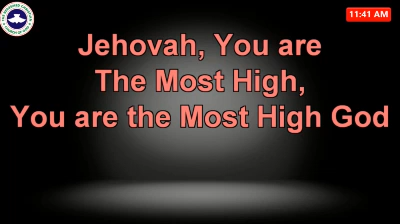 11:41 AM
Jehovah, You are
The Most High,
You are the Most High God